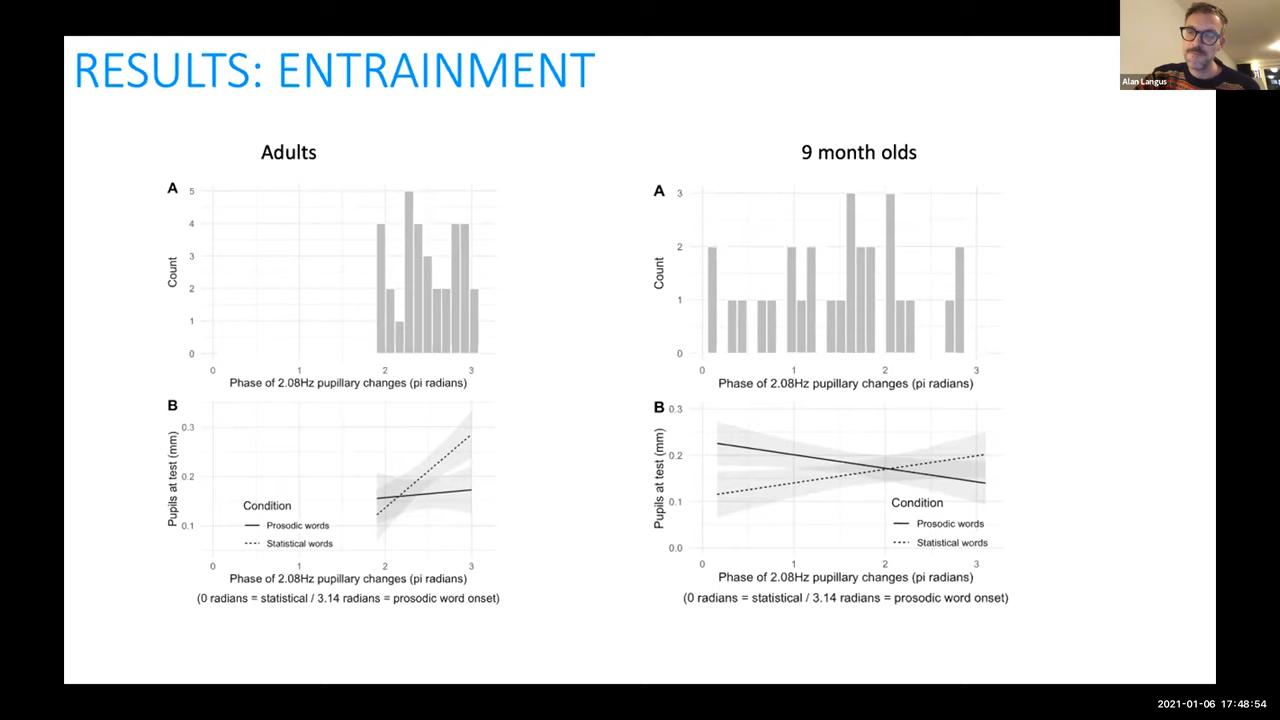 RESULTS: ENTRAINMENT
Alan Langus
Adults
A
5
4
3
2
1
0
Count
0 1 2 3
Phase of 2.08Hz pupillary changes (pi radians)
B
0.3
0.2
0.1
Pupils at test (mm)
Condition
Prosodic words
Statistical words
0 1 2 3
Phase of 2.08Hz pupillary changes (pi radians)
(0 radians = statistical / 3.14 radians = prosodic word onset)
9 month olds
A
3
2
1
0
Count
0 1 2 3
Phase of 2.08Hz pupillary changes (pi radians)
B
0.3
0.2
0.1
0.0
Pupils at test (mm)
Condition
Prosodic words
Statistical words
0 1 2 3
Phase of 2.08Hz pupillary changes (pi radians)
(0 radians = statistical / 3.14 radians = prosodic word onset)
2021-01-06 17:48:54